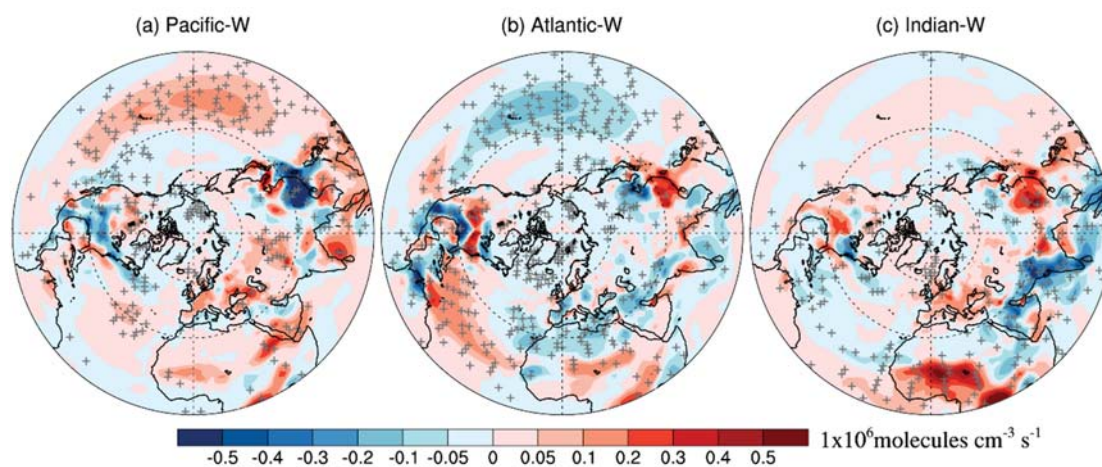 (a) Pacific-W
(b) Atlantic-W
(c) Indian-W
-0.5 -0.4 -0.3 -0.2 -0.1 -0.05 0 0.05 0.1 0.2 0.3 0.4 0.5
1x10⁶molecules cm⁻³ s⁻¹